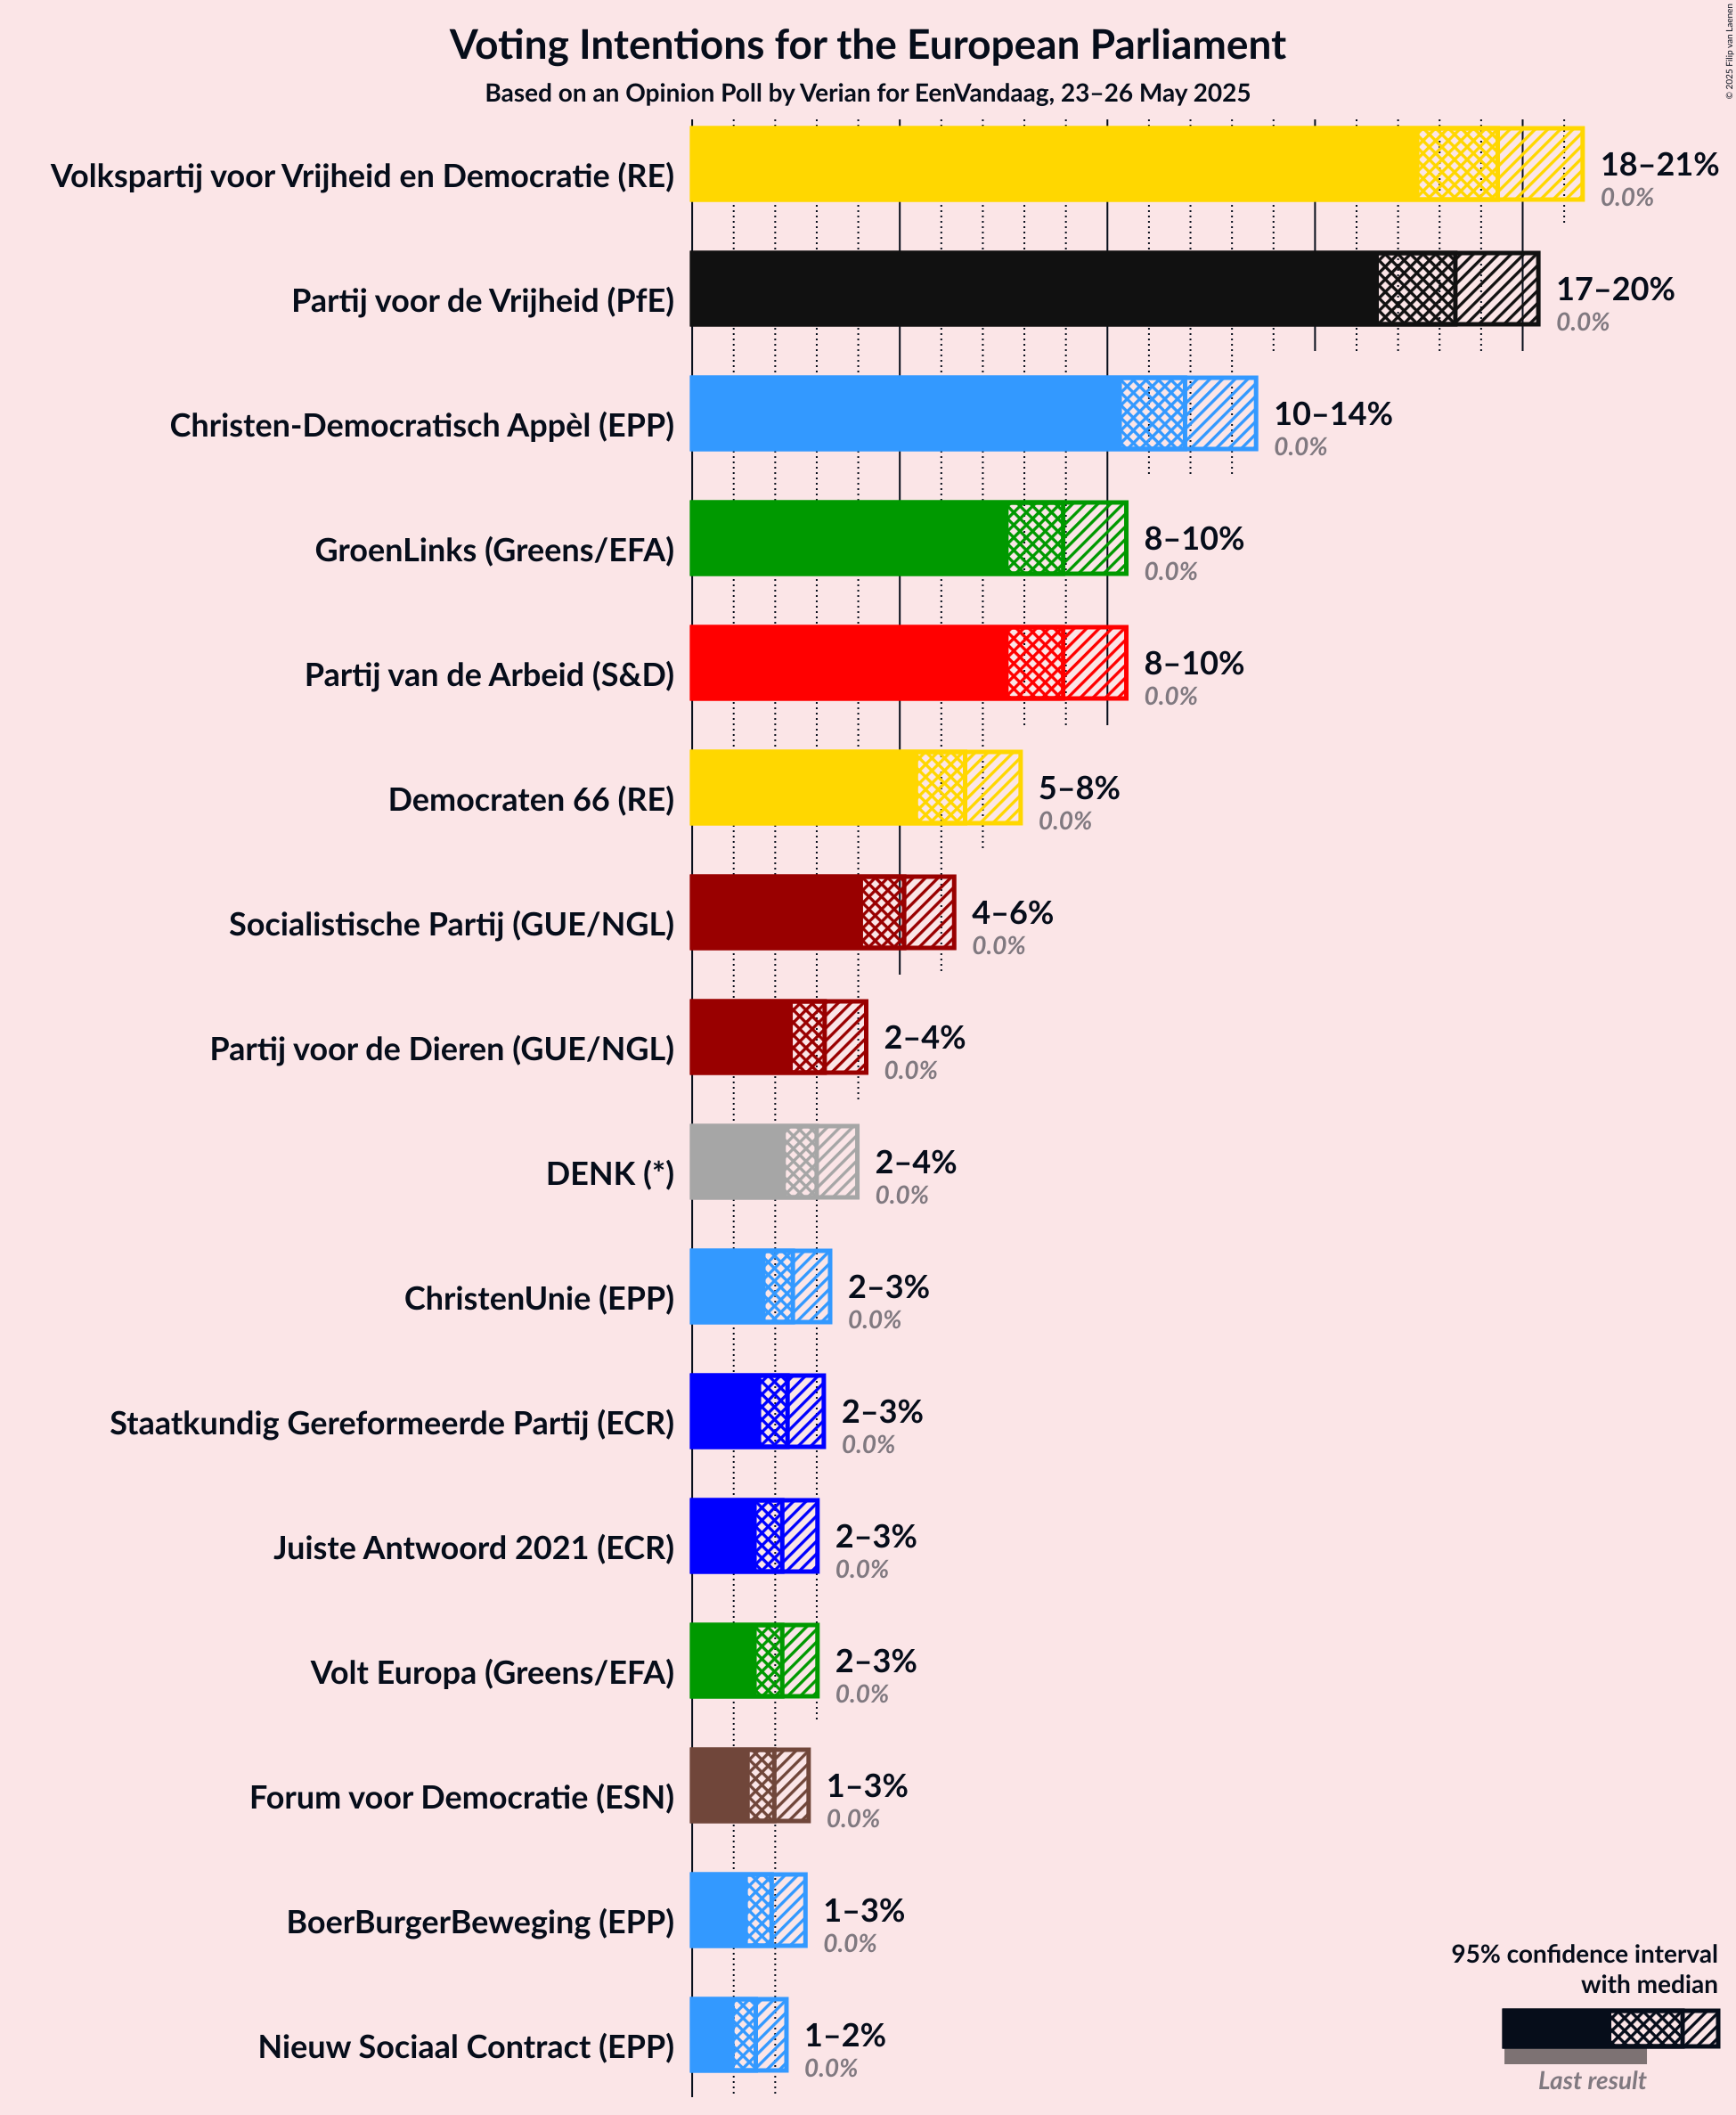 Voting Intentions for the European Parliament
Based on an Opinion Poll by Verian for EenVandaag, 23–26 May 2025
© 2025 Filip van Laenen
Volkspartij voor Vrijheid en Democratie (RE)
18–21%
0.0%
Partij voor de Vrijheid (PfE)
17–20%
0.0%
Christen-Democratisch Appèl (EPP)
10–14%
0.0%
GroenLinks (Greens/EFA)
8–10%
0.0%
Partij van de Arbeid (S&D)
8–10%
0.0%
Democraten 66 (RE)
5–8%
0.0%
Socialistische Partij (GUE/NGL)
4–6%
0.0%
Partij voor de Dieren (GUE/NGL)
2–4%
0.0%
DENK (*)
2–4%
0.0%
ChristenUnie (EPP)
2–3%
0.0%
Staatkundig Gereformeerde Partij (ECR)
2–3%
0.0%
Juiste Antwoord 2021 (ECR)
2–3%
0.0%
Volt Europa (Greens/EFA)
2–3%
0.0%
Forum voor Democratie (ESN)
1–3%
0.0%
BoerBurgerBeweging (EPP)
1–3%
0.0%
Nieuw Sociaal Contract (EPP)
1–2%
0.0%
95% confidence interval
with median
Last result